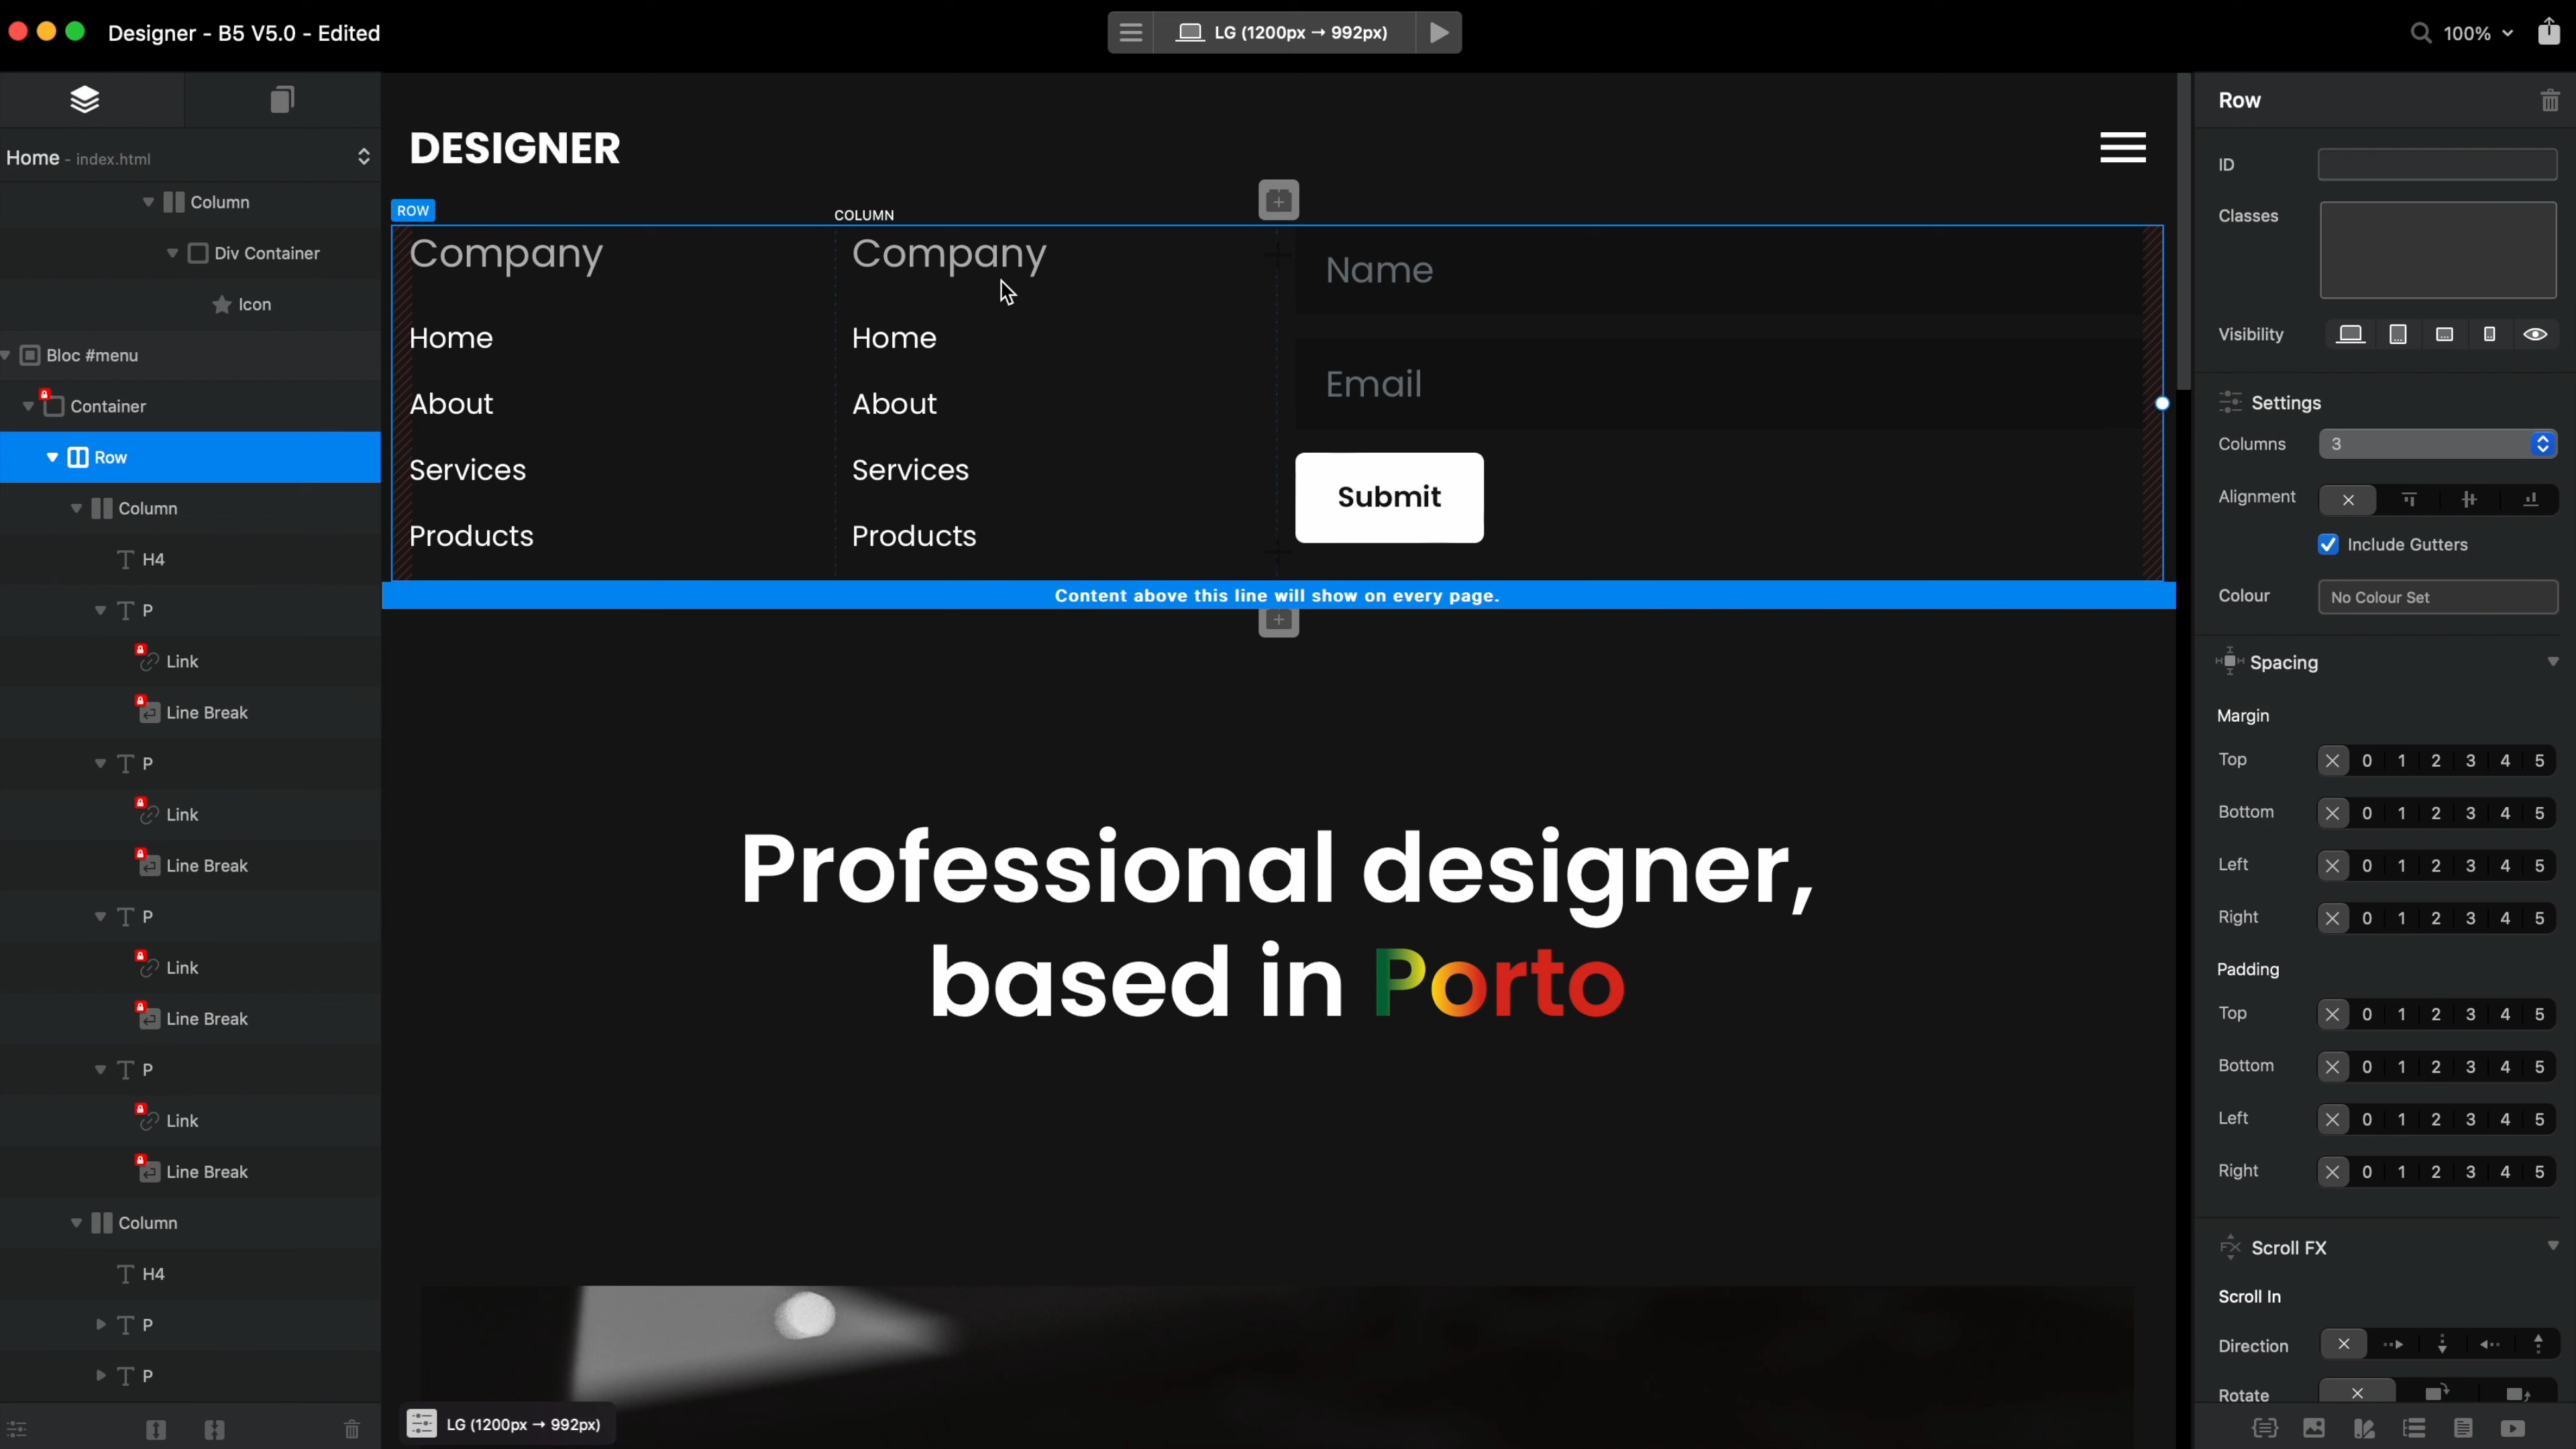 Designer - B5 V5.0 - Edited
LG (1200px → 992px)
100%
Home - index.html
Column
Div Container
Icon
Bloc #menu
Container
Row
Column
H4
P
Link
Line Break
P
Link
Line Break
P
Link
Line Break
P
Link
Line Break
Column
H4
P
P
DESIGNER
ROW
COLUMN
Company
Home
About
Services
Products
Company
Home
About
Services
Products
Name
Email
Submit
Content above this line will show on every page.
Professional designer,
based in Porto
LG (1200px → 992px)
Row
ID
Classes
Visibility
Settings
Columns 3
Alignment
Include Gutters
Colour No Colour Set
Spacing
Margin
Top 0 1 2 3 4 5
Bottom 0 1 2 3 4 5
Left 0 1 2 3 4 5
Right 0 1 2 3 4 5
Padding
Top 0 1 2 3 4 5
Bottom 0 1 2 3 4 5
Left 0 1 2 3 4 5
Right 0 1 2 3 4 5
FX Scroll FX
Scroll In
Direction
Rotate